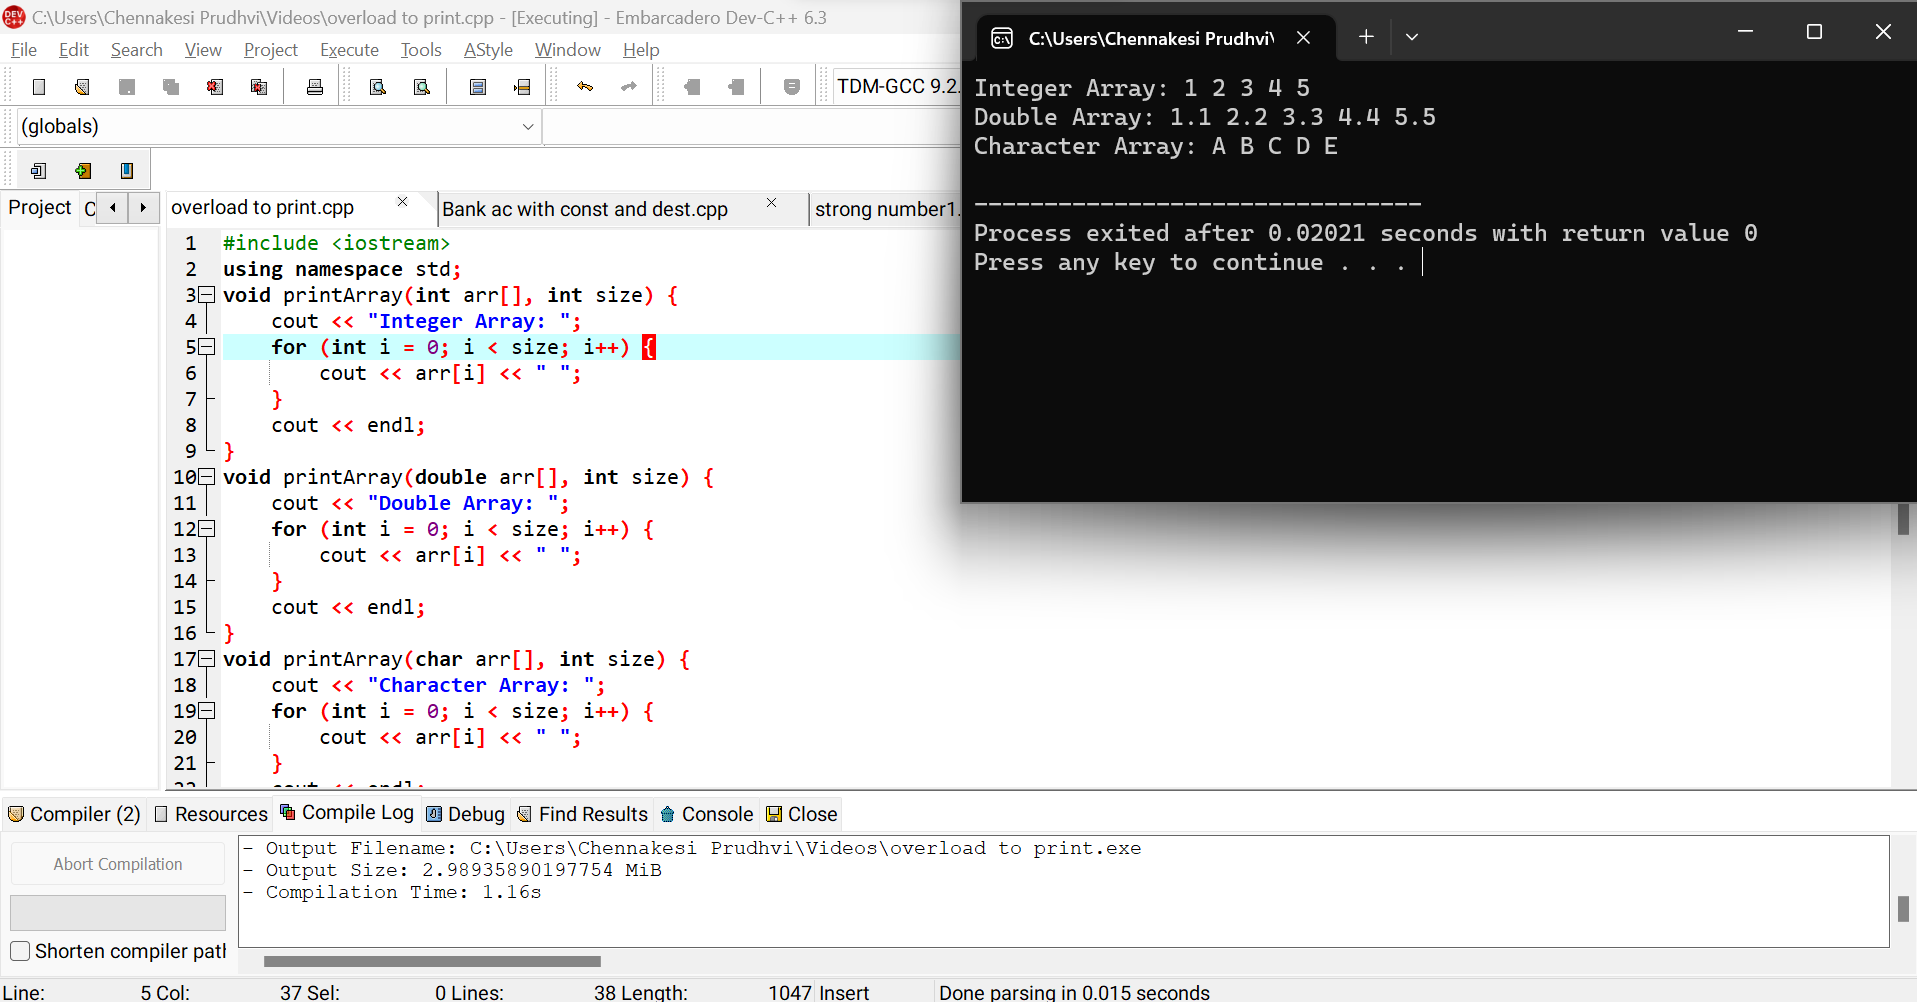 C:\Users\Chennakesi Prudhvi\Videos\overload to print.cpp - [Executing] - Embarcadero Dev-C++ 6.3
File Edit Search View Project Execute Tools AStyle Window Help
TDM-GCC 9.2.
(globals)
Project
overload to print.cpp
Bank ac with const and dest.cpp
strong number1.
1 #include <iostream>
2 using namespace std;
3 void printArray(int arr[], int size) {
4 cout << "Integer Array: ";
5 for (int i = 0; i < size; i++) {
6 cout << arr[i] << " ";
7 }
8 cout << endl;
9 }
10 void printArray(double arr[], int size) {
11 cout << "Double Array: ";
12 for (int i = 0; i < size; i++) {
13 cout << arr[i] << " ";
14 }
15 cout << endl;
16 }
17 void printArray(char arr[], int size) {
18 cout << "Character Array: ";
19 for (int i = 0; i < size; i++) {
20 cout << arr[i] << " ";
21 }
C:\Users\Chennakesi Prudhvi\
Integer Array: 1 2 3 4 5
Double Array: 1.1 2.2 3.3 4.4 5.5
Character Array: A B C D E
--------------------------------
Process exited after 0.02021 seconds with return value 0
Press any key to continue . . .
Compiler (2) Resources Compile Log Debug Find Results Console Close
Abort Compilation
Shorten compiler path
- Output Filename: C:\Users\Chennakesi Prudhvi\Videos\overload to print.exe
- Output Size: 2.98935890197754 MiB
- Compilation Time: 1.16s
Line: 5 Col: 37 Sel: 0 Lines: 38 Length: 1047 Insert Done parsing in 0.015 seconds